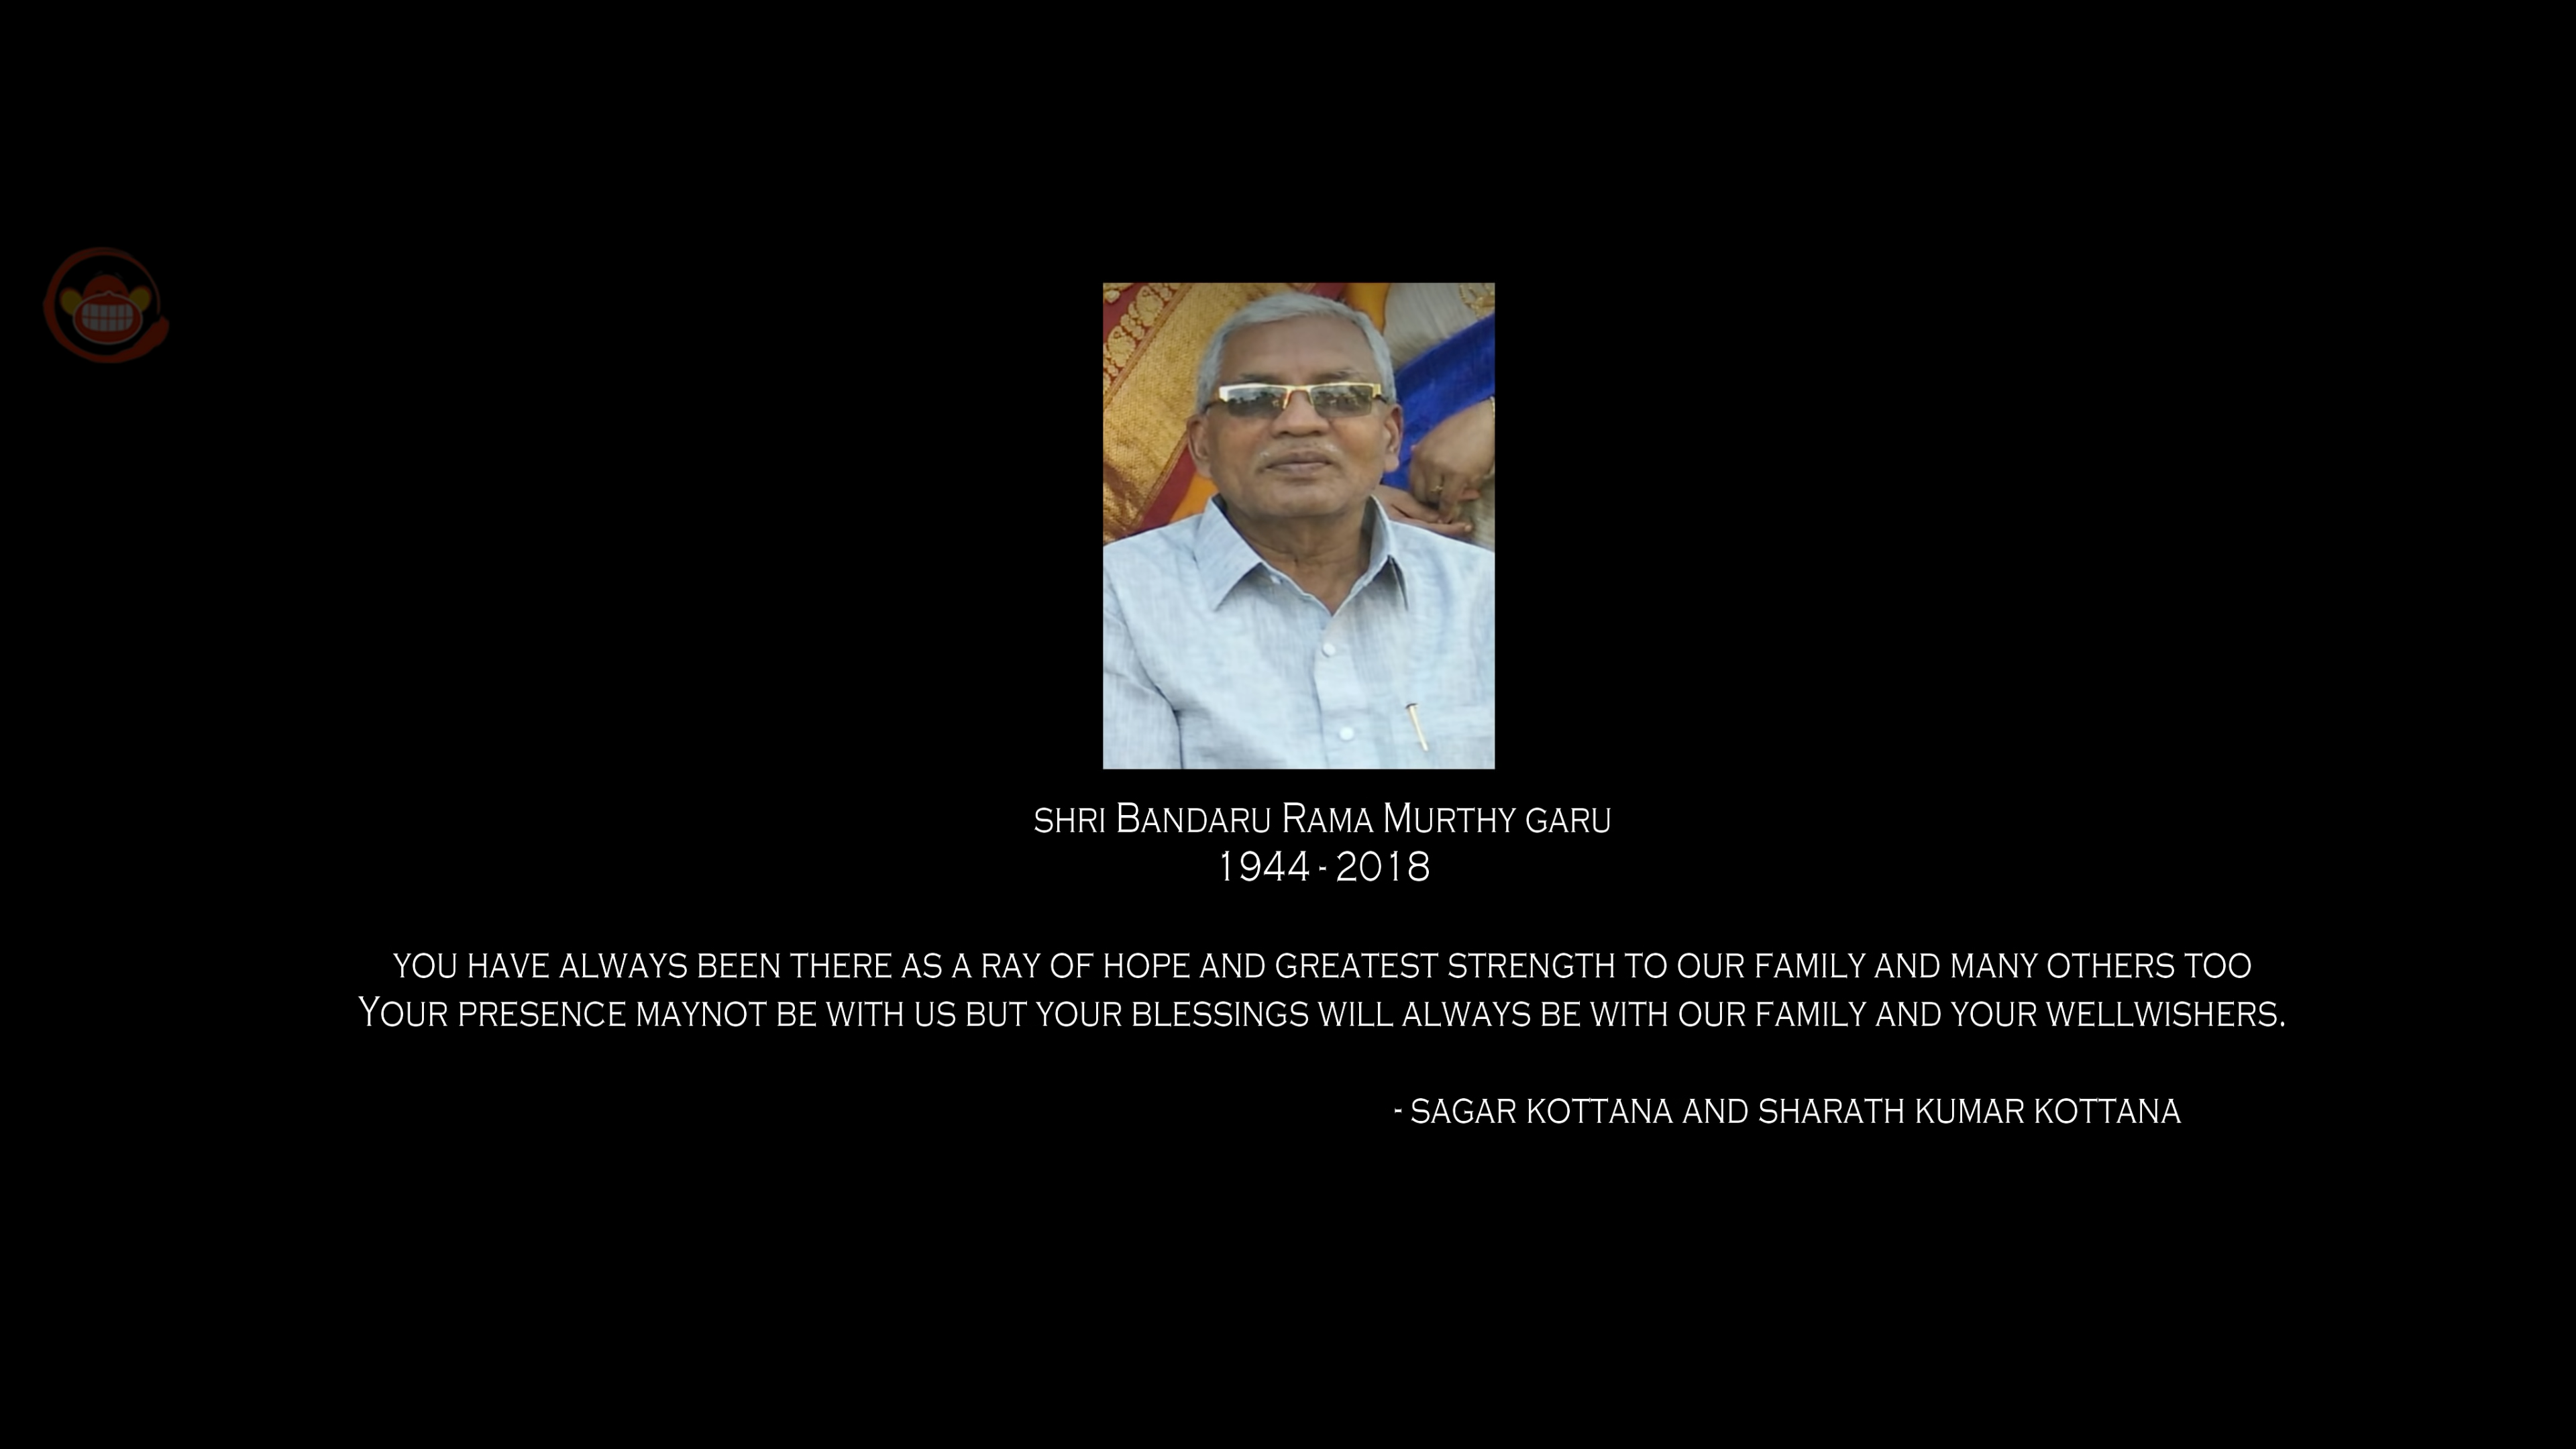 SHRI BANDARU RAMA MURTHY GARU
1944 - 2018
YOU HAVE ALWAYS BEEN THERE AS A RAY OF HOPE AND GREATEST STRENGTH TO OUR FAMILY AND MANY OTHERS TOO
YOUR PRESENCE MAYNOT BE WITH US BUT YOUR BLESSINGS WILL ALWAYS BE WITH OUR FAMILY AND YOUR WELLWISHERS.
- SAGAR KOTTANA AND SHARATH KUMAR KOTTANA